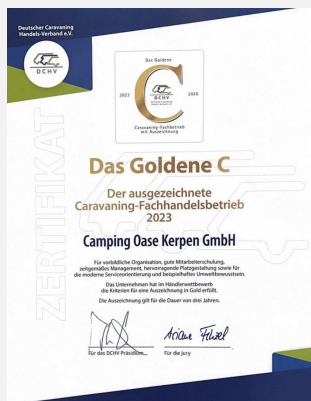 Deutscher Caravaning
Handels-Verband e.V.
DCHV
ZERTIFIKAT
Das Goldene
2023 2026
C
DCHV
Caravaning-Fachbetrieb
mit Auszeichnung
Das Goldene C
Der ausgezeichnete
Caravaning-Fachhandelsbetrieb
2023
Camping Oase Kerpen GmbH
Für vorbildliche Organisation, gute Mitarbeiterschulung,
zeitgemäßes Management, hervorragende Platzgestaltung sowie für
die moderne Serviceorientierung und beispielhaftes Umweltbewusstsein.
Das Unternehmen hat im Händlerwettbewerb
die Kriterien für eine Auszeichnung in Gold erfüllt.
Die Auszeichnung gilt für die Dauer von drei Jahren.
Für das DCHV Präsidium
Für die Jury